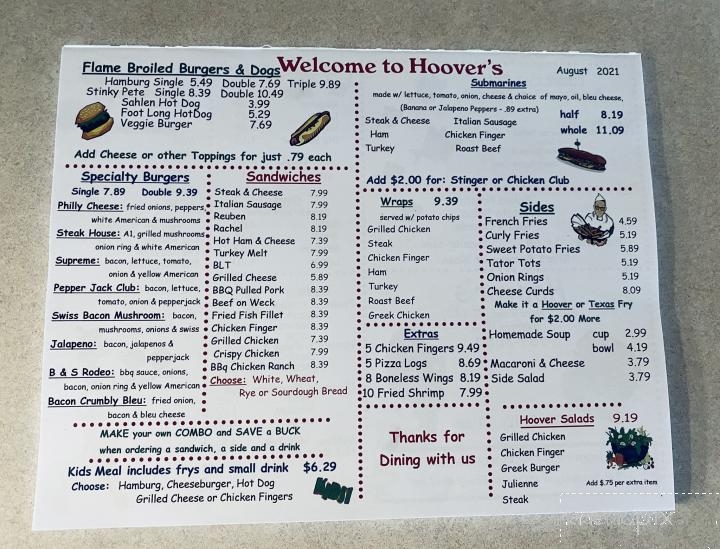 Welcome to Hoover's
August 2021
Flame Broiled Burgers & Dogs
Hamburg Single 5.49 Double 7.69 Triple 9.89
Stinky Pete Single 8.39 Double 10.49
Sahlen Hot Dog 3.99
Foot Long HotDog 5.29
Veggie Burger 7.69
Add Cheese or other Toppings for just .79 each
Submarines
made w/ lettuce, tomato, onion, cheese & choice of mayo, oil, bleu cheese,
(Banana or Jalapeno Peppers - .89 extra)
Steak & Cheese Italian Sausage half 8.19
Ham Chicken Finger whole 11.09
Turkey Roast Beef
Add $2.00 for: Stinger or Chicken Club
Specialty Burgers
Single 7.89 Double 9.39
Philly Cheese: fried onions, peppers,
white American & mushrooms
Steak House: A1, grilled mushrooms,
onion ring & white American
Supreme: bacon, lettuce, tomato,
onion & yellow American
Pepper Jack Club: bacon, lettuce,
tomato, onion & pepperjack
Swiss Bacon Mushroom: bacon,
mushrooms, onions & swiss
Jalapeno: bacon, jalapenos &
pepperjack
B & S Rodeo: bbq sauce, onions,
bacon, onion ring & yellow American
Bacon Crumbly Bleu: fried onion,
bacon & bleu cheese
Sandwiches
Steak & Cheese 7.99
Italian Sausage 7.99
Reuben 8.19
Rachel 8.19
Hot Ham & Cheese 7.39
Turkey Melt 7.99
BLT 6.99
Grilled Cheese 5.89
BBQ Pulled Pork 8.39
Beef on Weck 8.39
Fried Fish Fillet 8.39
Chicken Finger 8.39
Grilled Chicken 7.39
Crispy Chicken 7.99
BBQ Chicken Ranch 8.39
Choose: White, Wheat,
Rye or Sourdough Bread
MAKE your own COMBO and SAVE a BUCK
when ordering a sandwich, a side and a drink
Kids Meal includes frys and small drink $6.29
Choose: Hamburg, Cheeseburger, Hot Dog
Grilled Cheese or Chicken Fingers
KIDS!
Wraps 9.39
served w/ potato chips
Grilled Chicken
Steak
Chicken Finger
Ham
Turkey
Roast Beef
Greek Chicken
Extras
5 Chicken Fingers 9.49
5 Pizza Logs 8.69
8 Boneless Wings 8.19
10 Fried Shrimp 7.99
Thanks for
Dining with us
Sides
French Fries 4.59
Curly Fries 5.19
Sweet Potato Fries 5.89
Tator Tots 5.19
Onion Rings 5.19
Cheese Curds 8.09
Make it a Hoover or Texas Fry
for $2.00 More
Homemade Soup cup 2.99
bowl 4.19
Macaroni & Cheese 3.79
Side Salad 3.79
Hoover Salads 9.19
Grilled Chicken
Chicken Finger
Greek Burger
Julienne
Steak
Add $.75 per extra item